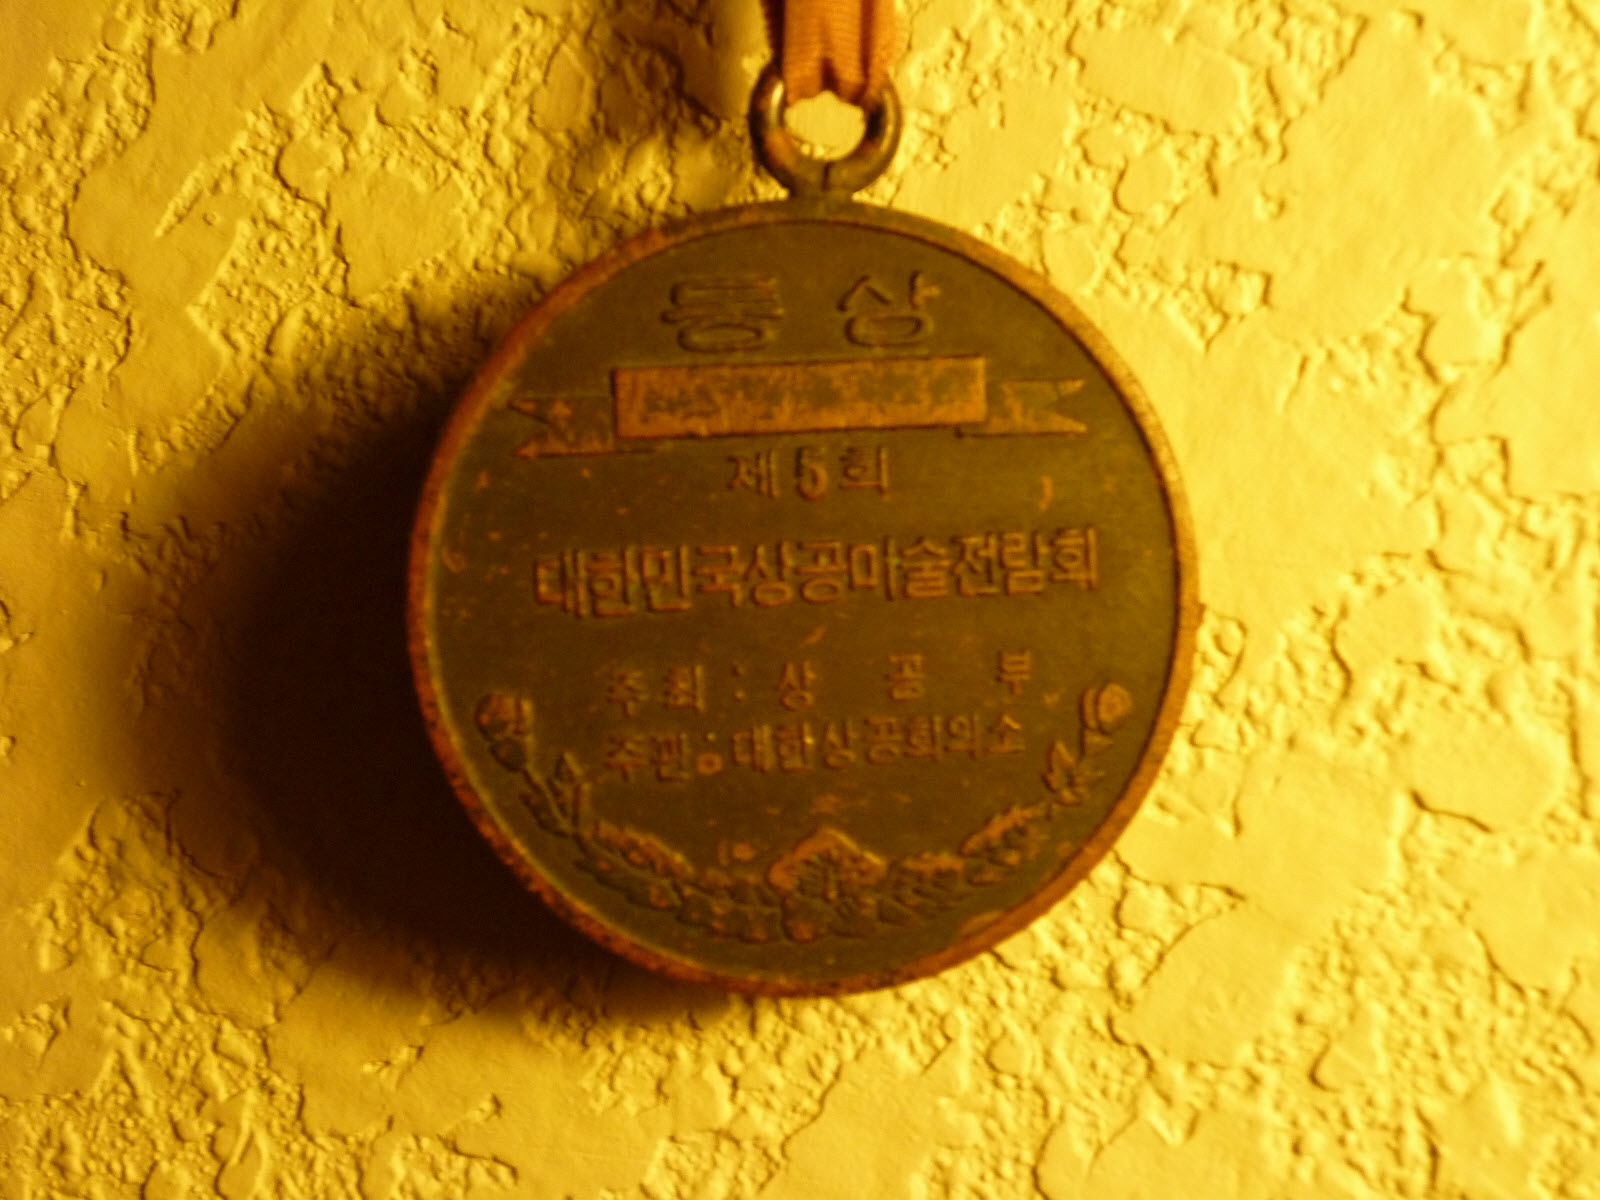 동상
제5회
대한민국상공미술전람회
주최 : 상공부
주관 : 대한상공회의소